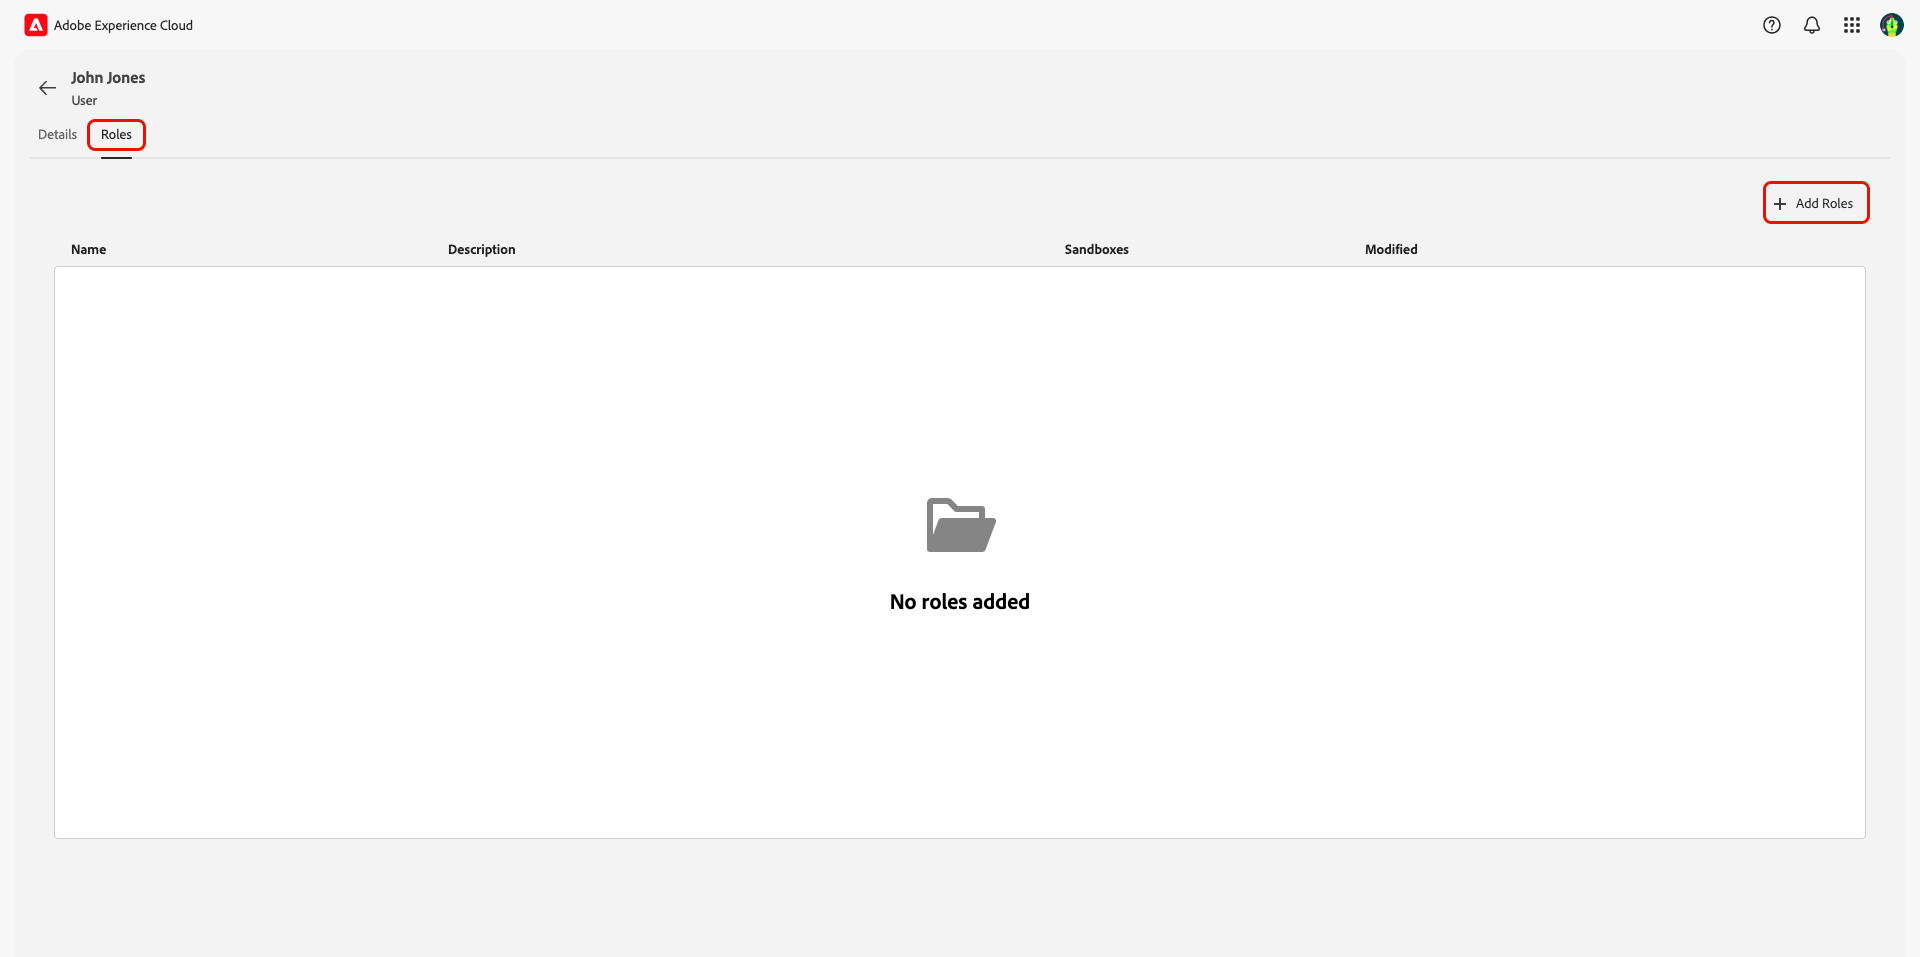 Adobe Experience Cloud
John Jones
User
Details Roles
Add Roles
Name Description Sandboxes Modified
No roles added